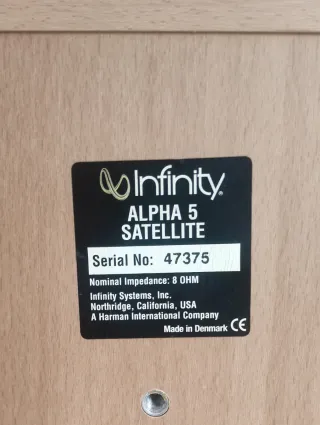 Infinity
ALPHA 5
SATELLITE
Serial No: 47375
Nominal Impedance: 8 OHM
Infinity Systems, Inc.
Northridge, California, USA
A Harman International Company
Made in Denmark CE